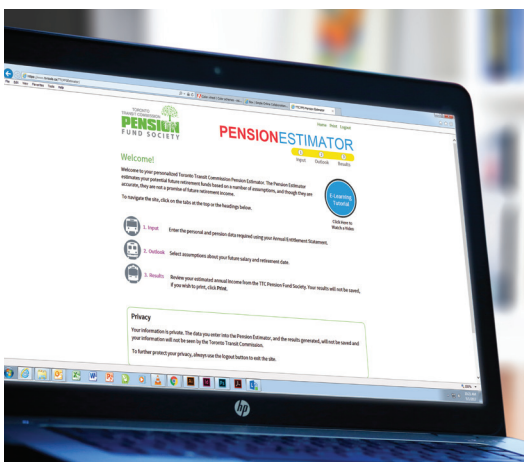 File Edit View Favorites Tools Help
TORONTO
TRANSIT COMMISSION
PENSION
FUND SOCIETY
Home Print Logout
PENSIONESTIMATOR
Input Outlook Results
Welcome!
Welcome to your personalized Toronto Transit Commission Pension Estimator. The Pension Estimator
estimates your potential future retirement funds based on a number of assumptions, and though they are
accurate, they are not a promise of future retirement income.
To navigate the site, click on the tabs at the top or the headings below.
E-Learning
Tutorial
Click Here to
Watch a Video
1. Input Enter the personal and pension data required using your Annual Entitlement Statement.
2. Outlook Select assumptions about your future salary and retirement date.
3. Results Review your estimated annual income from the TTC Pension Fund Society. Your results will not be saved,
if you wish to print, click Print.
Privacy
Your information is private. The data you enter into the Pension Estimator, and the results generated, will not be saved and
your information will not be seen by the Toronto Transit Commission.
To further protect your privacy, always use the logout button to exit the site.
hp